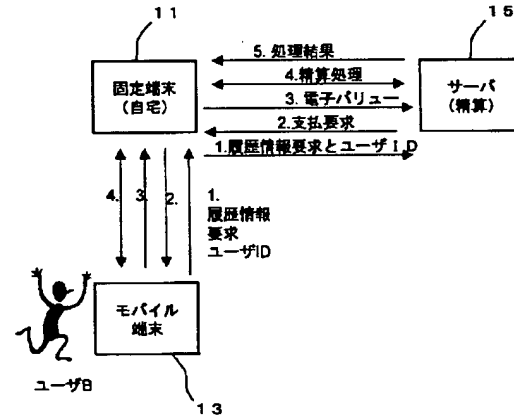 11
15
固定端末
(自宅)
5. 処理結果
4.精算処理
3. 電子バリュー
2.支払要求
1.履歴情報要求とユーザID
サーバ
(精算)
4.
3.
2.
1.
履歴情報
要求
ユーザID
モバイル
端末
ユーザB
13